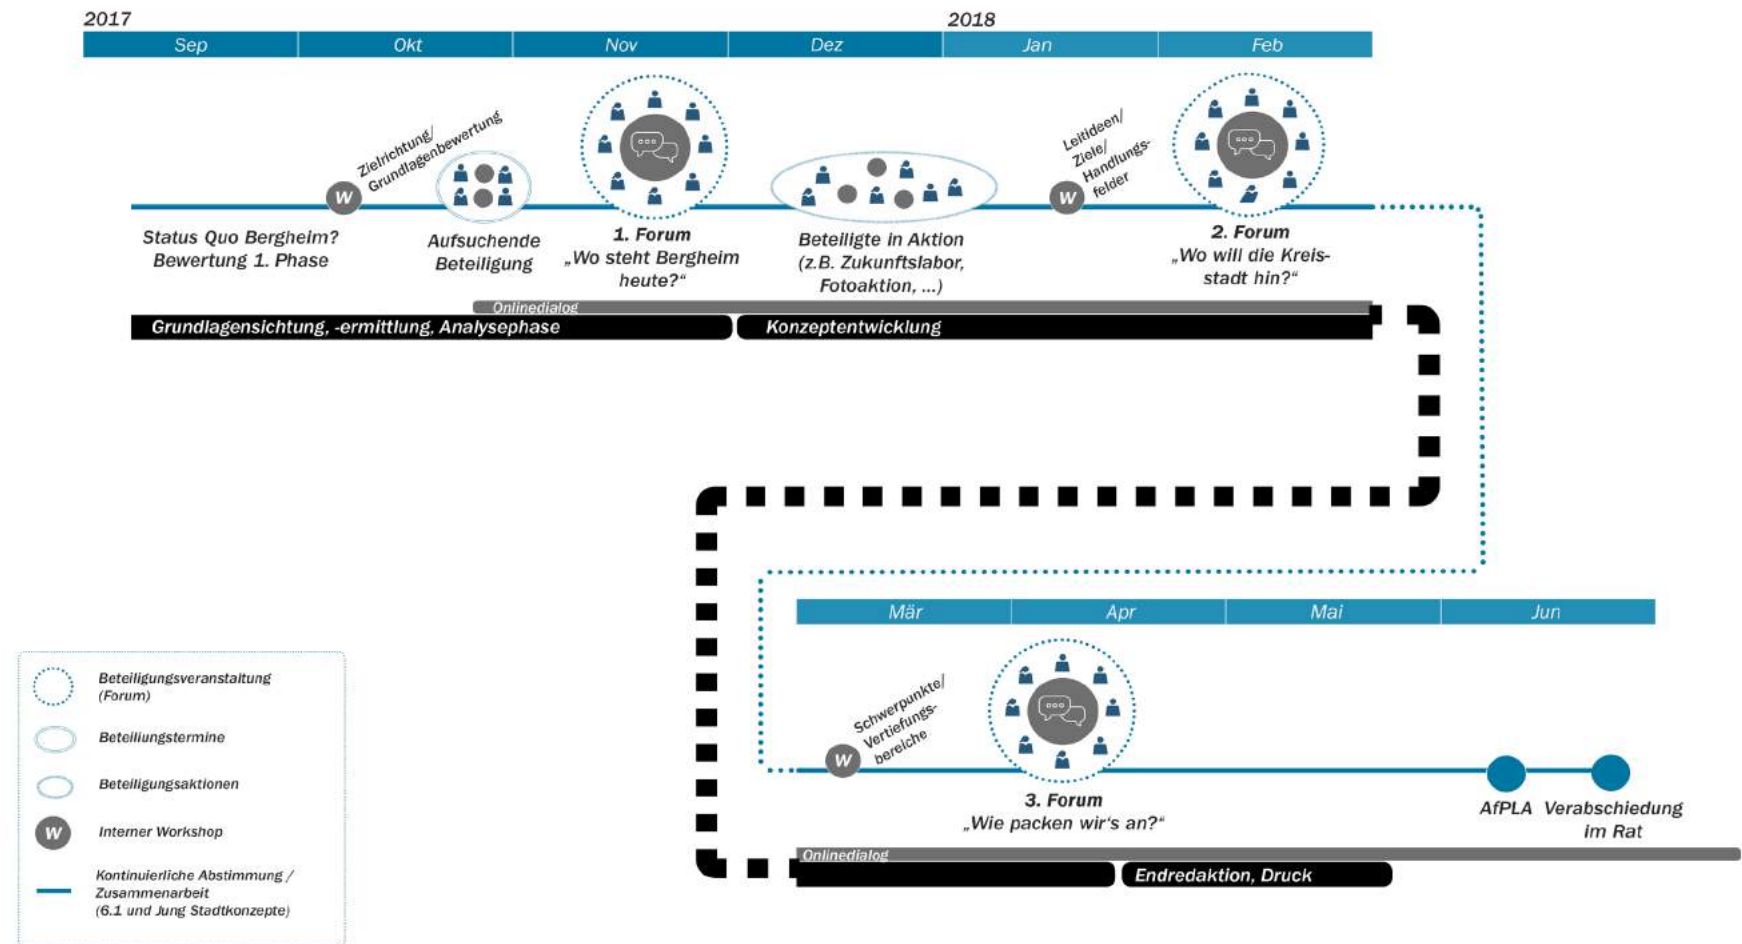 2017
2018
Sep
Okt
Nov
Dez
Jan
Feb
Zielrichtung/
Grundlagenbewertung
W
Leitideen/
Ziele/
Handlungs-
felder
W
Status Quo Bergheim?
Bewertung 1. Phase
Aufsuchende
Beteiligung
1. Forum
„Wo steht Bergheim
heute?“
Beteiligte in Aktion
(z.B. Zukunftslabor,
Fotoaktion, ...)
2. Forum
„Wo will die Kreis-
stadt hin?“
Onlinedialog
Grundlagensichtung, -ermittlung, Analysephase
Konzeptentwicklung
Mär
Apr
Mai
Jun
Schwerpunkte/
Vertiefungs-
bereiche
W
3. Forum
„Wie packen wir's an?“
AfPLA
Verabschiedung
im Rat
Onlinedialog
Endredaktion, Druck
Beteiligungsveranstaltung
(Forum)
Beteiliungstermine
Beteiligungsaktionen
W
Interner Workshop
Kontinuierliche Abstimmung /
Zusammenarbeit
(6.1 und Jung Stadtkonzepte)